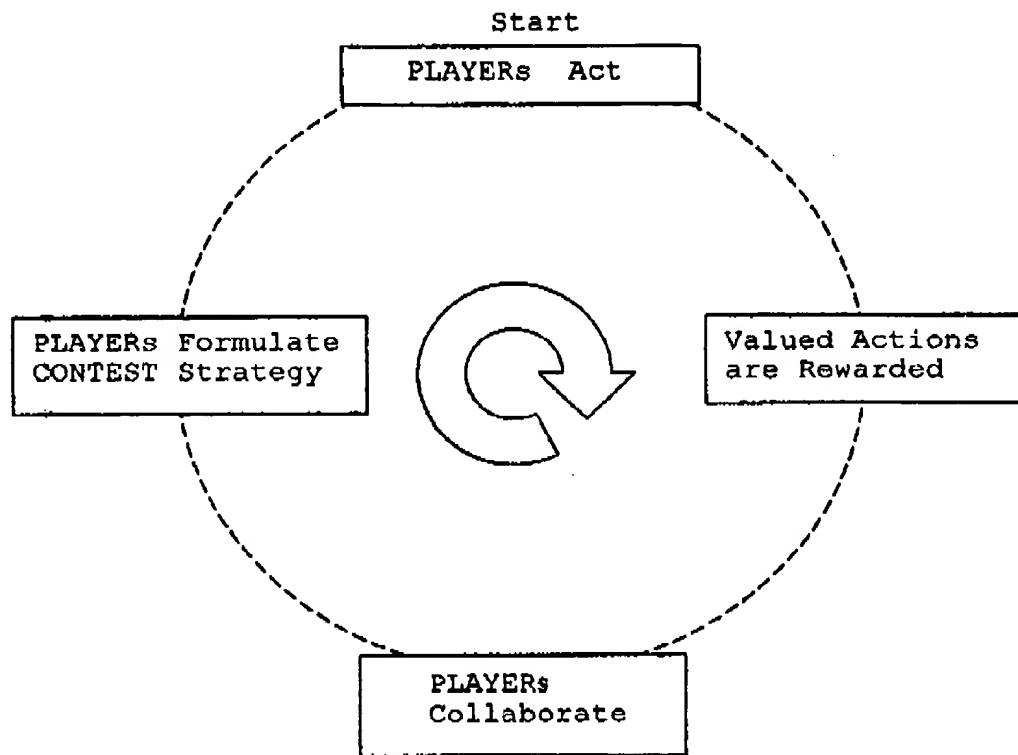 Start
PLAYERs Act
PLAYERs Formulate
CONTEST Strategy
Valued Actions
are Rewarded
PLAYERs
Collaborate